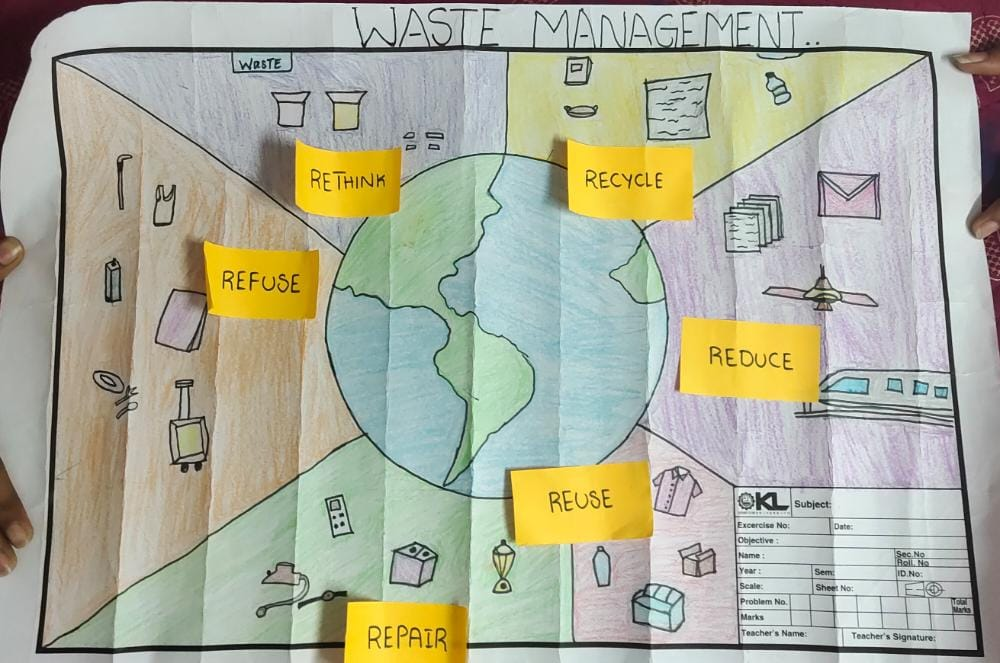 WASTE MANAGEMENT..
WASTE
RETHINK
RECYCLE
REFUSE
REDUCE
REUSE
REPAIR
KL
Subject:
Excercise No:
Date:
Objective :
Name :
Sec.No
Roll. No
Year :
Sem:
ID.No:
Scale:
Sheet No:
Problem No.
Total
Marks
Marks
Teacher's Name:
Teacher's Signature: